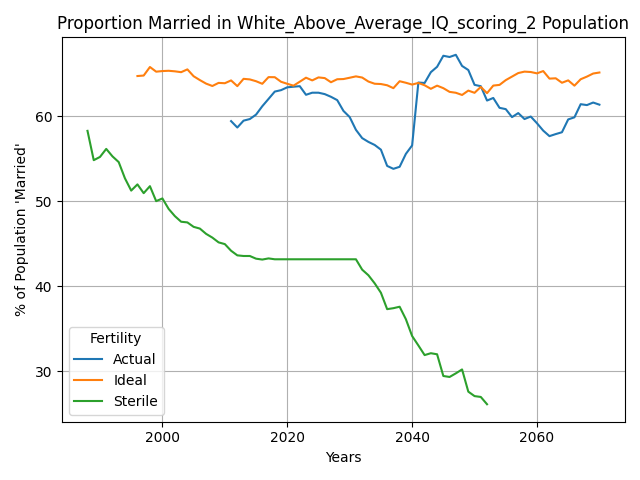 Proportion Married in White_Above_Average_IQ_scoring_2 Population
% of Population 'Married'
60
50
40
30
Fertility
Actual
Ideal
Sterile
2000 2020 2040 2060
Years